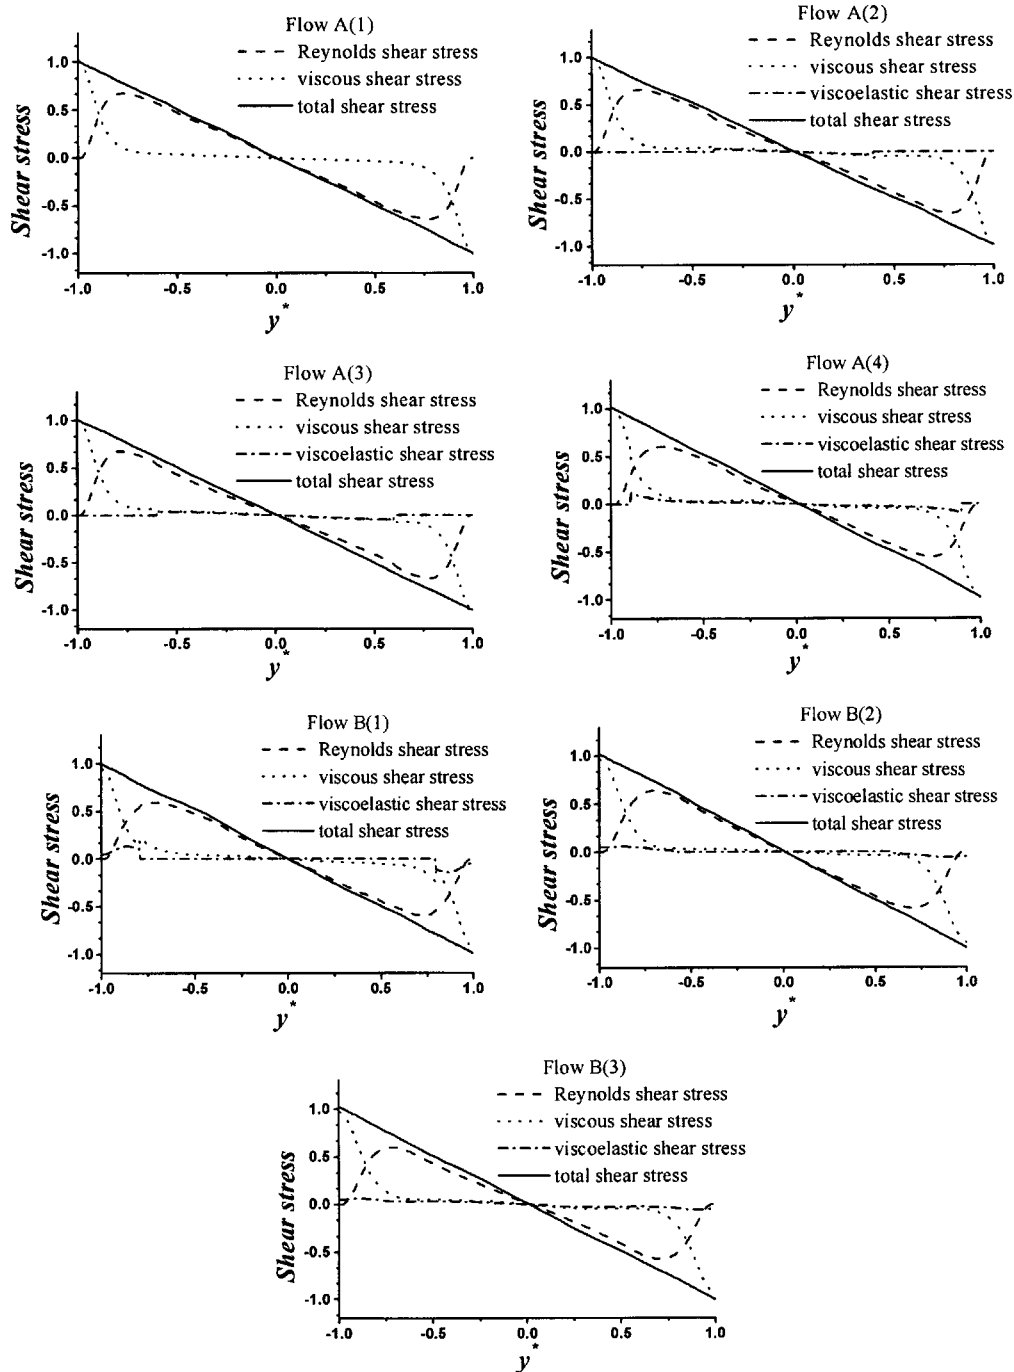 Flow A(1)
Reynolds shear stress
viscous shear stress
total shear stress
Shear stress
1.0
0.5
0.0
-0.5
-1.0
-1.0 -0.5 0.0 0.5 1.0
y*
Flow A(2)
Reynolds shear stress
viscous shear stress
viscoelastic shear stress
total shear stress
Shear stress
1.0
0.5
0.0
-0.5
-1.0
-1.0 -0.5 0.0 0.5 1.0
y*
Flow A(3)
Reynolds shear stress
viscous shear stress
viscoelastic shear stress
total shear stress
Shear stress
1.0
0.5
0.0
-0.5
-1.0
-1.0 -0.5 0.0 0.5 1.0
y*
Flow A(4)
Reynolds shear stress
viscous shear stress
viscoelastic shear stress
total shear stress
Shear stress
1.0
0.5
0.0
-0.5
-1.0
-1.0 -0.5 0.0 0.5 1.0
y*
Flow B(1)
Reynolds shear stress
viscous shear stress
viscoelastic shear stress
total shear stress
Shear stress
1.0
0.5
0.0
-0.5
-1.0
-1.0 -0.5 0.0 0.5 1.0
y*
Flow B(2)
Reynolds shear stress
viscous shear stress
viscoelastic shear stress
total shear stress
Shear stress
1.0
0.5
0.0
-0.5
-1.0
-1.0 -0.5 0.0 0.5 1.0
y*
Flow B(3)
Reynolds shear stress
viscous shear stress
viscoelastic shear stress
total shear stress
Shear stress
1.0
0.5
0.0
-0.5
-1.0
-1.0 -0.5 0.0 0.5 1.0
y*